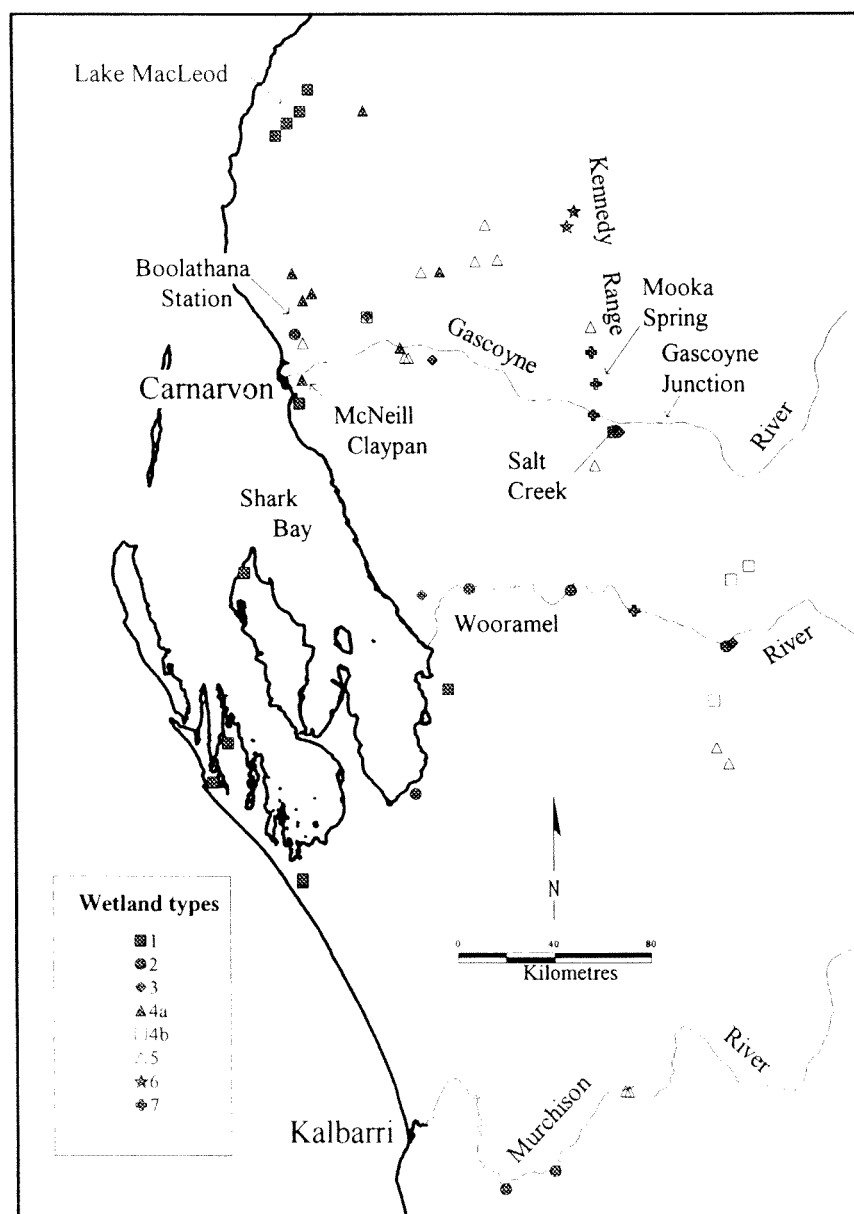 Lake MacLeod
Kennedy
Range
Boolathana
Station
Mooka
Spring
Gascoyne
Gascoyne
Junction
River
Carnarvon
McNeill
Claypan
Salt
Creek
Shark
Bay
Wooramel
River
N
0 40 80
Kilometres
Wetland types
1
2
3
4a
4b
5
6
7
River
Murchison
Kalbarri